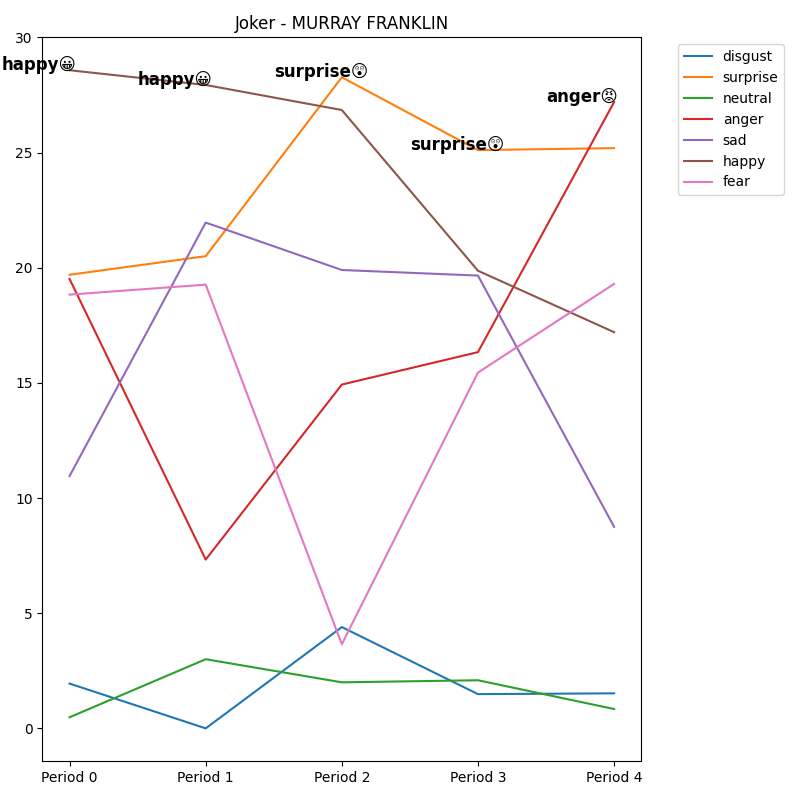 Joker - MURRAY FRANKLIN
30
25
20
15
10
5
0
happy😀
happy😀
surprise😲
surprise😲
anger😡
Period 0
Period 1
Period 2
Period 3
Period 4
disgust
surprise
neutral
anger
sad
happy
fear